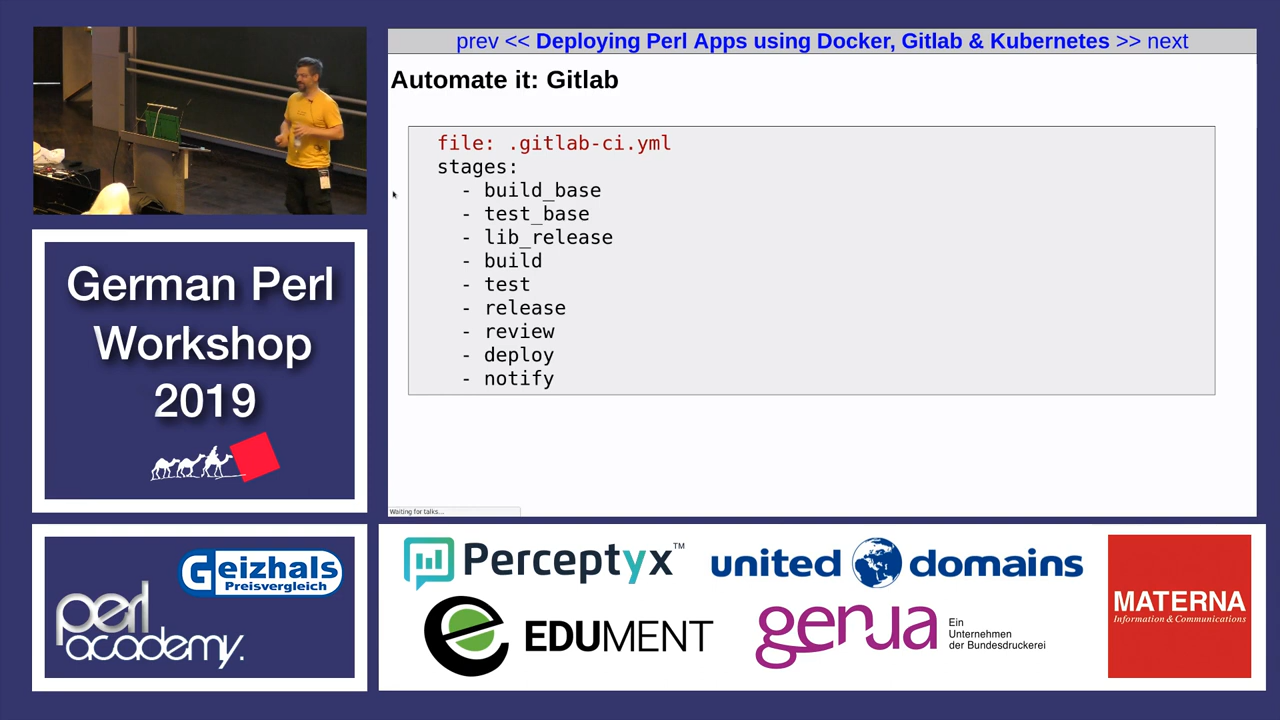 prev << Deploying Perl Apps using Docker, Gitlab & Kubernetes >> next
Automate it: Gitlab
file: .gitlab-ci.yml
stages:
- build_base
- test_base
- lib_release
- build
- test
- release
- review
- deploy
- notify
Waiting for talks...
German Perl
Workshop
2019
Geizhals
Preisvergleich
perl
academy.
Perceptyx™
united domains
EDUMENT
genua
Ein
Unternehmen
der Bundesdruckerei
MATERNA
Information & Communications